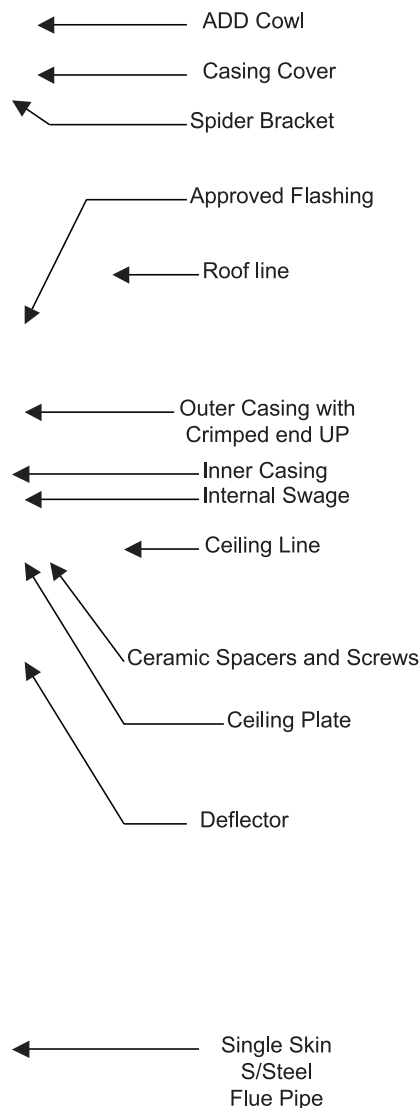 ADD Cowl
Casing Cover
Spider Bracket
Approved Flashing
Roof line
Outer Casing with
Crimped end UP
Inner Casing
Internal Swage
Ceiling Line
Ceramic Spacers and Screws
Ceiling Plate
Deflector
Single Skin
S/Steel
Flue Pipe